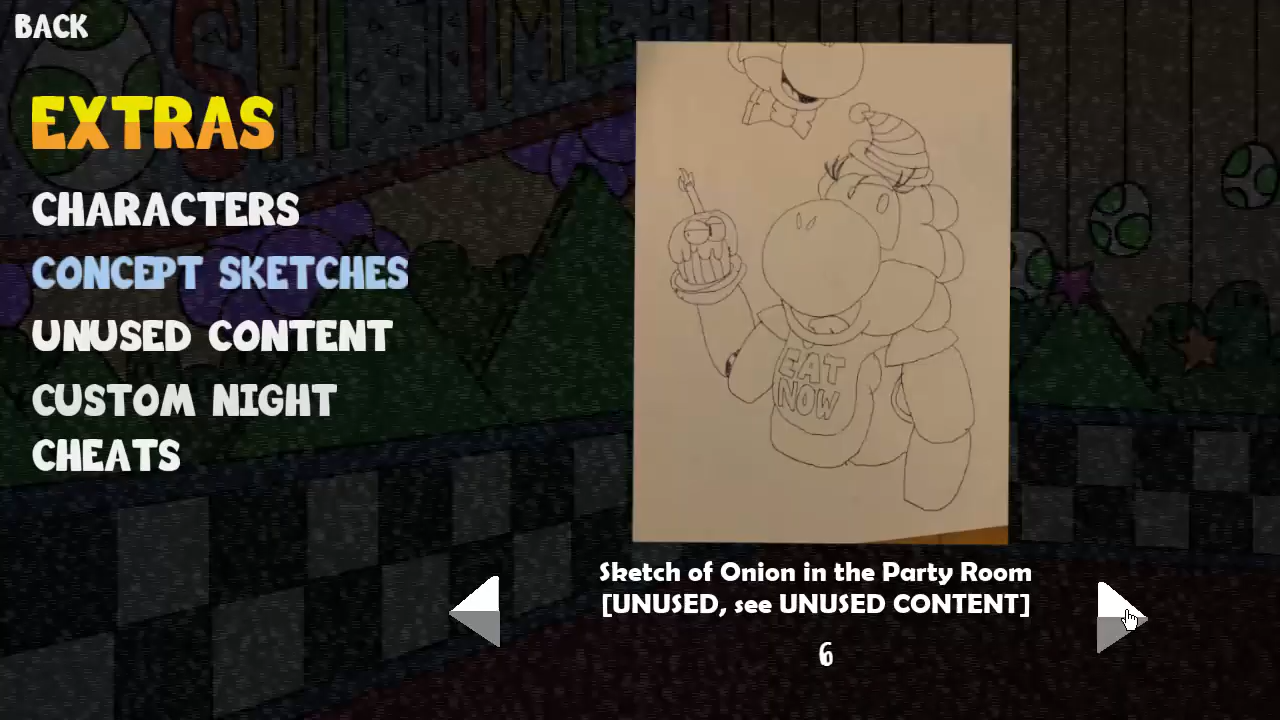 BACK
EXTRAS
CHARACTERS
CONCEPT SKETCHES
UNUSED CONTENT
CUSTOM NIGHT
CHEATS
EAT
NOW
Sketch of Onion in the Party Room
[UNUSED, see UNUSED CONTENT]
6